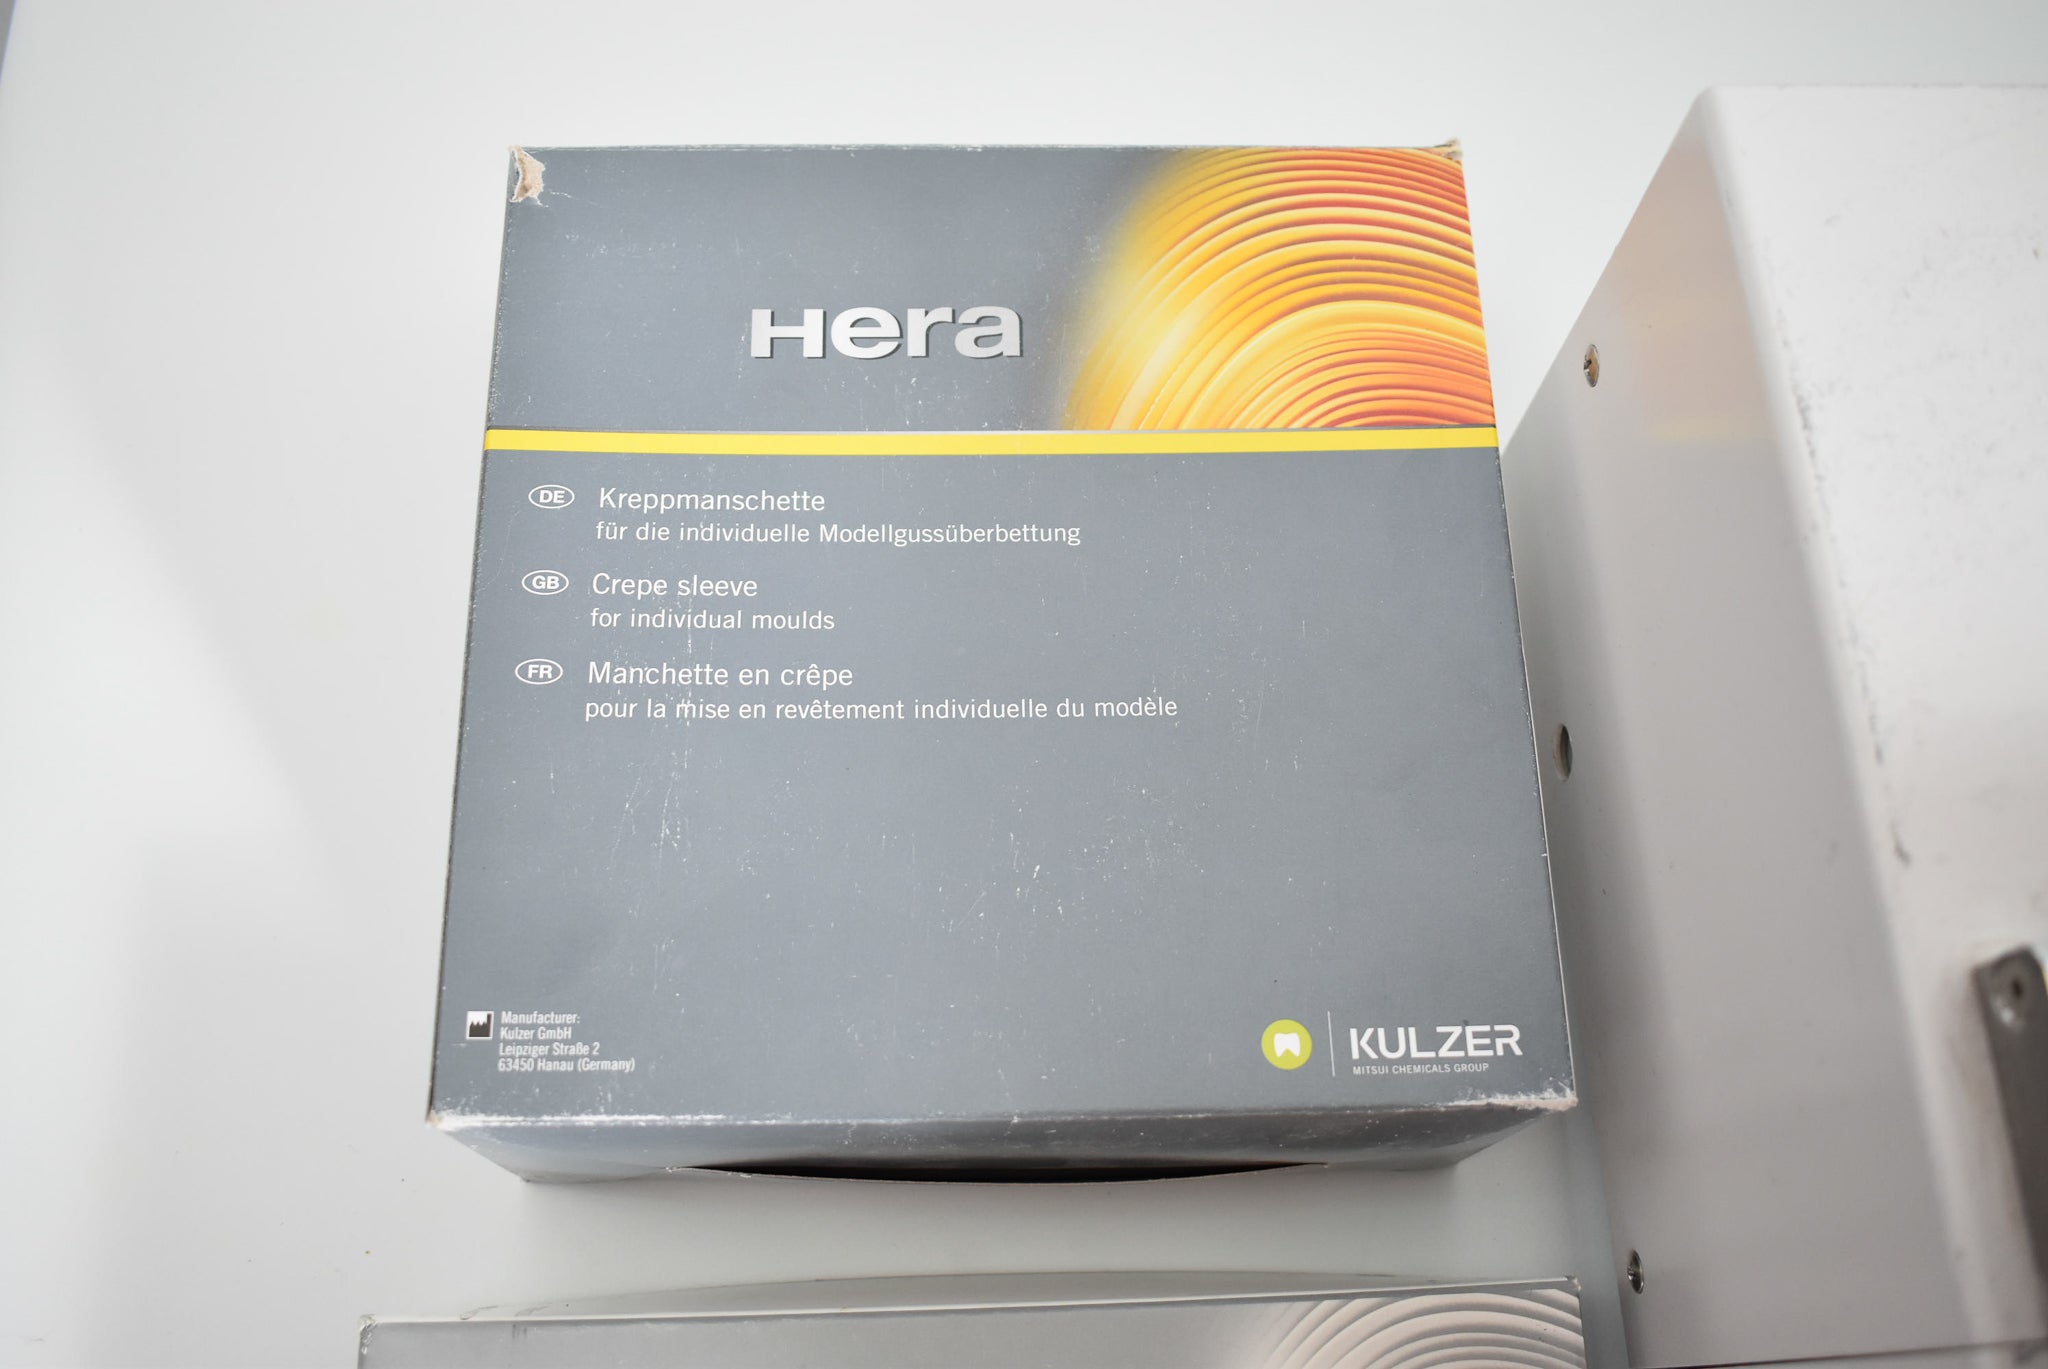 Hera
DE Kreppmanschette
für die individuelle Modellgussüberbettung
GB Crepe sleeve
for individual moulds
FR Manchette en crêpe
pour la mise en revêtement individuelle du modèle
Manufacturer:
Kulzer GmbH
Leipziger Straße 2
63450 Hanau (Germany)
KULZER
MITSUI CHEMICALS GROUP